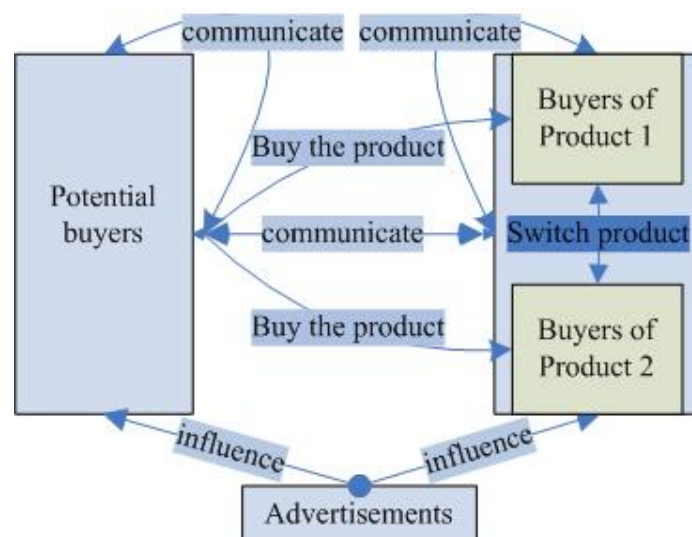 communicate
communicate
Buyers of
Product 1
Buy the product
Potential
buyers
communicate
Switch product
Buy the product
Buyers of
Product 2
influence
influence
Advertisements